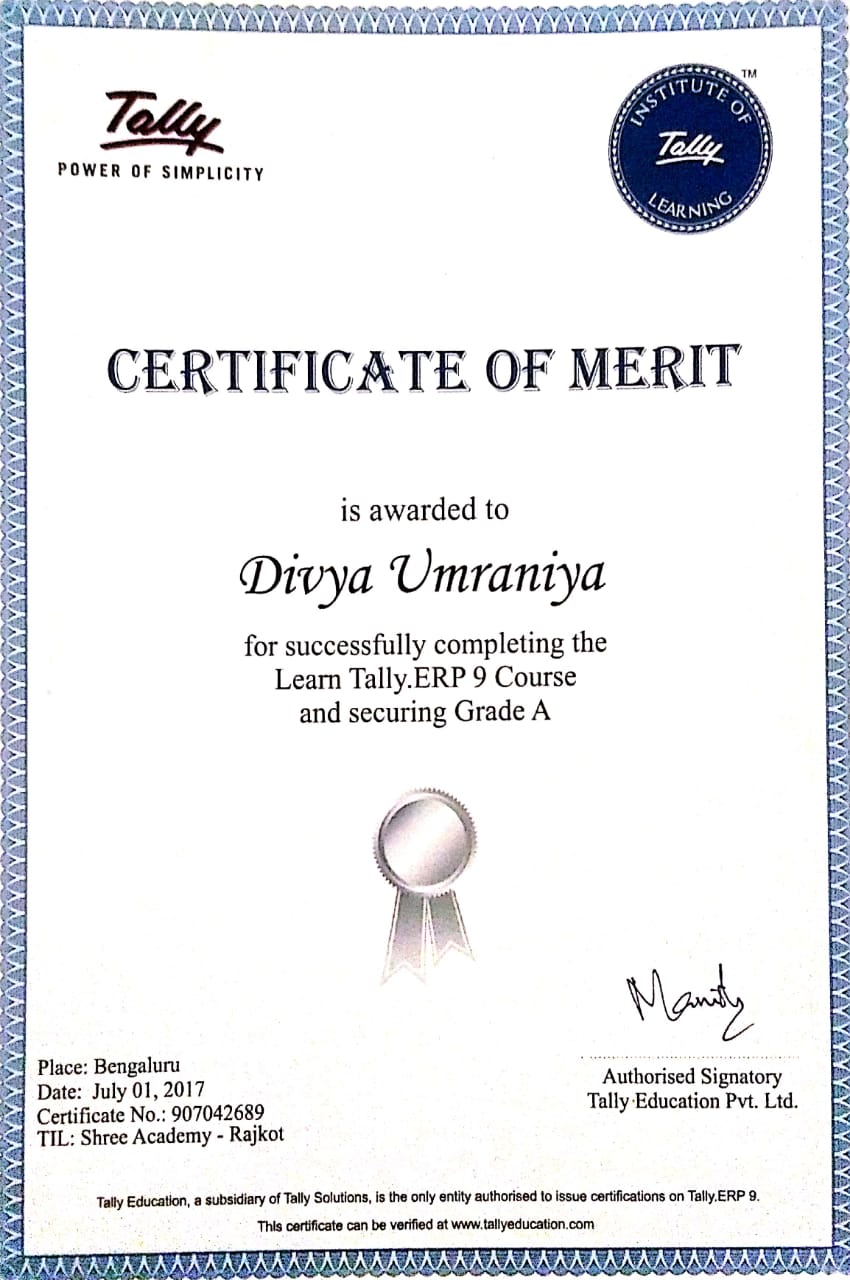 Tally
POWER OF SIMPLICITY
INSTITUTE OF
TM
Tally
LEARNING
CERTIFICATE OF MERIT
is awarded to
Divya Umraniya
for successfully completing the
Learn Tally.ERP 9 Course
and securing Grade A
Place: Bengaluru
Date: July 01, 2017
Certificate No.: 907042689
TIL: Shree Academy - Rajkot
Authorised Signatory
Tally Education Pvt. Ltd.
Tally Education, a subsidiary of Tally Solutions, is the only entity authorised to issue certifications on Tally.ERP 9.
This certificate can be verified at www.tallyeducation.com